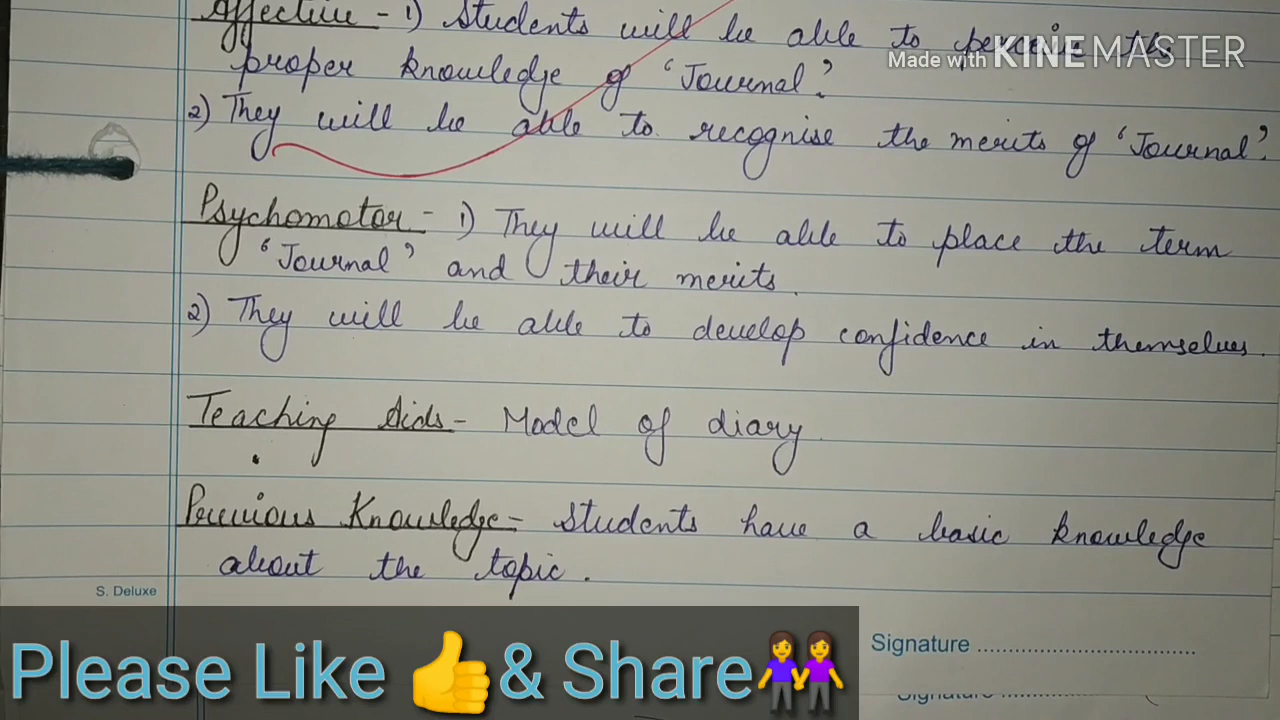 Affective - 1) Students will be able to perceive the
proper knowledge of 'Journal'.
Made with KINEMASTER
2) They will be able to recognise the merits of 'Journal'.
Psychomotor - 1) They will be able to place the term
'Journal' and their merits.
2) They will be able to develop confidence in themselves.
Teaching Aids - Model of diary.
Previous Knowledge - Students have a basic knowledge
about the topic.
S. Deluxe
Please Like 👍& Share👭
Signature ....................................
Signature ..................